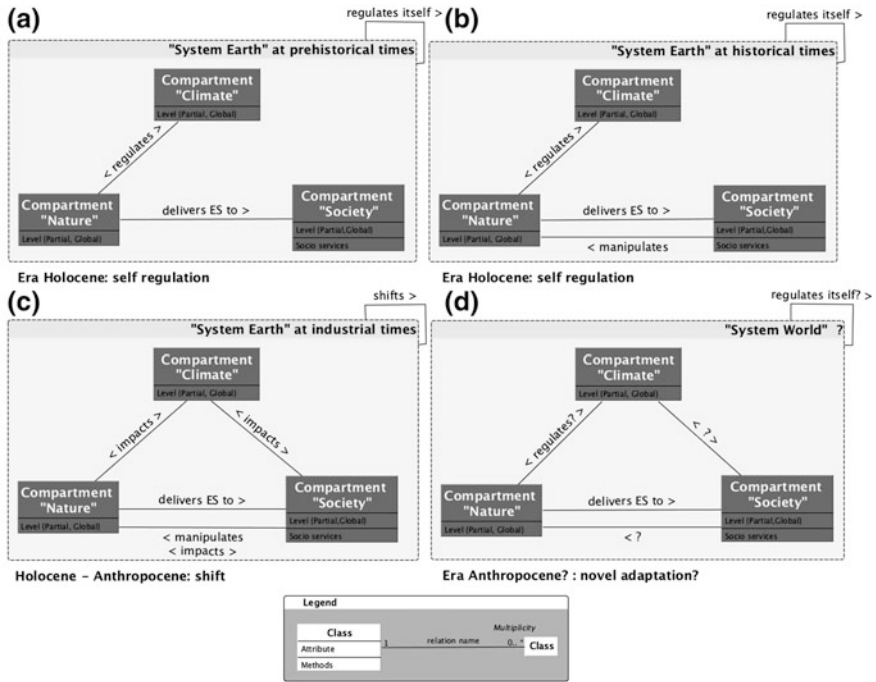 (a)
regulates itself >
"System Earth" at prehistorical times
Compartment
"Climate"
Level (Partial, Global)
< regulates >
Compartment
"Nature"
Level (Partial, Global)
delivers ES to >
Compartment
"Society"
Level (Partial,Global)
Socio services
Era Holocene: self regulation
(b)
regulates itself >
"System Earth" at historical times
Compartment
"Climate"
Level (Partial, Global)
< regulates >
Compartment
"Nature"
Level (Partial, Global)
delivers ES to >
< manipulates
Compartment
"Society"
Level (Partial,Global)
Socio services
Era Holocene: self regulation
(c)
shifts >
"System Earth" at industrial times
Compartment
"Climate"
Level (Partial, Global)
< impacts >
< impacts >
Compartment
"Nature"
Level (Partial, Global)
delivers ES to >
< manipulates
< impacts >
Compartment
"Society"
Level (Partial,Global)
Socio services
Holocene – Anthropocene: shift
(d)
regulates itself? >
"System World" ?
Compartment
"Climate"
Level (Partial, Global)
< regulates? >
< ? >
Compartment
"Nature"
Level (Partial, Global)
delivers ES to >
< ?
Compartment
"Society"
Level (Partial,Global)
Socio services
Era Anthropocene? : novel adaptation?
Legend
Class
Attribute
Methods
1
relation name
Multiplicity
0.. *
Class